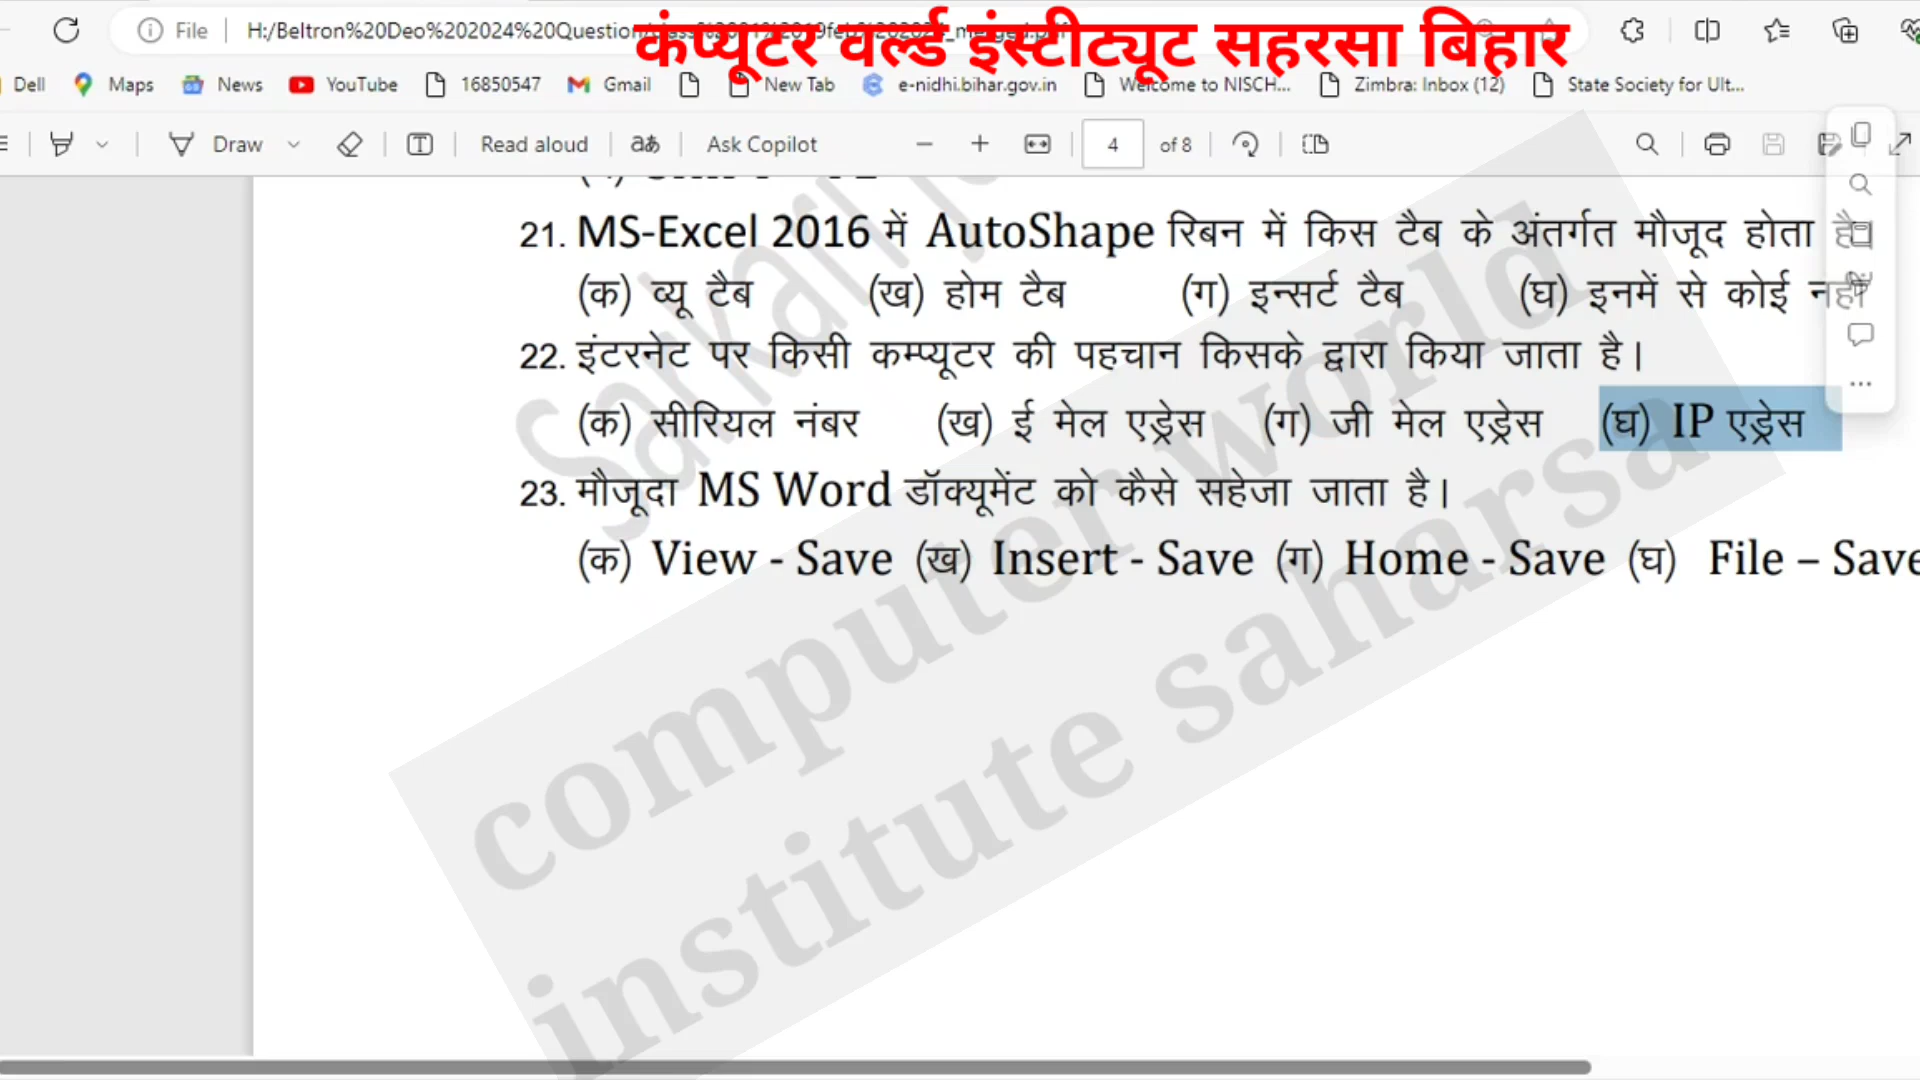 कंप्यूटर वर्ल्ड इंस्टीट्यूट सहरसा बिहार
File H:/Beltron%20Deo%202024%20Question
Dell Maps News YouTube 16850547 Gmail New Tab e-nidhi.bihar.gov.in Welcome to NISCH... Zimbra: Inbox (12) State Society for Ult...
Draw Read aloud aあ Ask Copilot 4 of 8
21. MS-Excel 2016 में AutoShape रिबन में किस टैब के अंतर्गत मौजूद होता है
(क) व्यू टैब (ख) होम टैब (ग) इन्सर्ट टैब (घ) इनमें से कोई नहीं
22. इंटरनेट पर किसी कम्प्यूटर की पहचान किसके द्वारा किया जाता है।
(क) सीरियल नंबर (ख) ई मेल एड्रेस (ग) जी मेल एड्रेस (घ) IP एड्रेस
23. मौजूदा MS Word डॉक्यूमेंट को कैसे सहेजा जाता है।
(क) View - Save (ख) Insert - Save (ग) Home - Save (घ) File – Save
computer world
institute saharsa